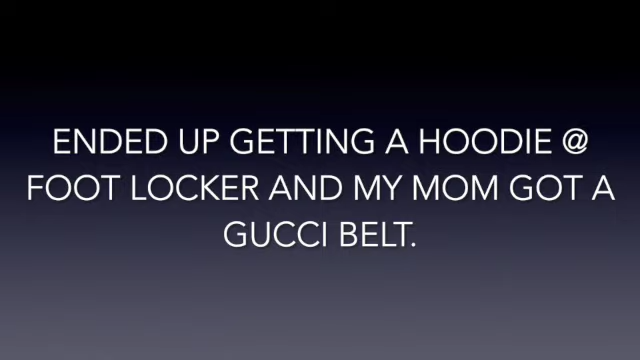 ENDED UP GETTING A HOODIE @
FOOT LOCKER AND MY MOM GOT A
GUCCI BELT.